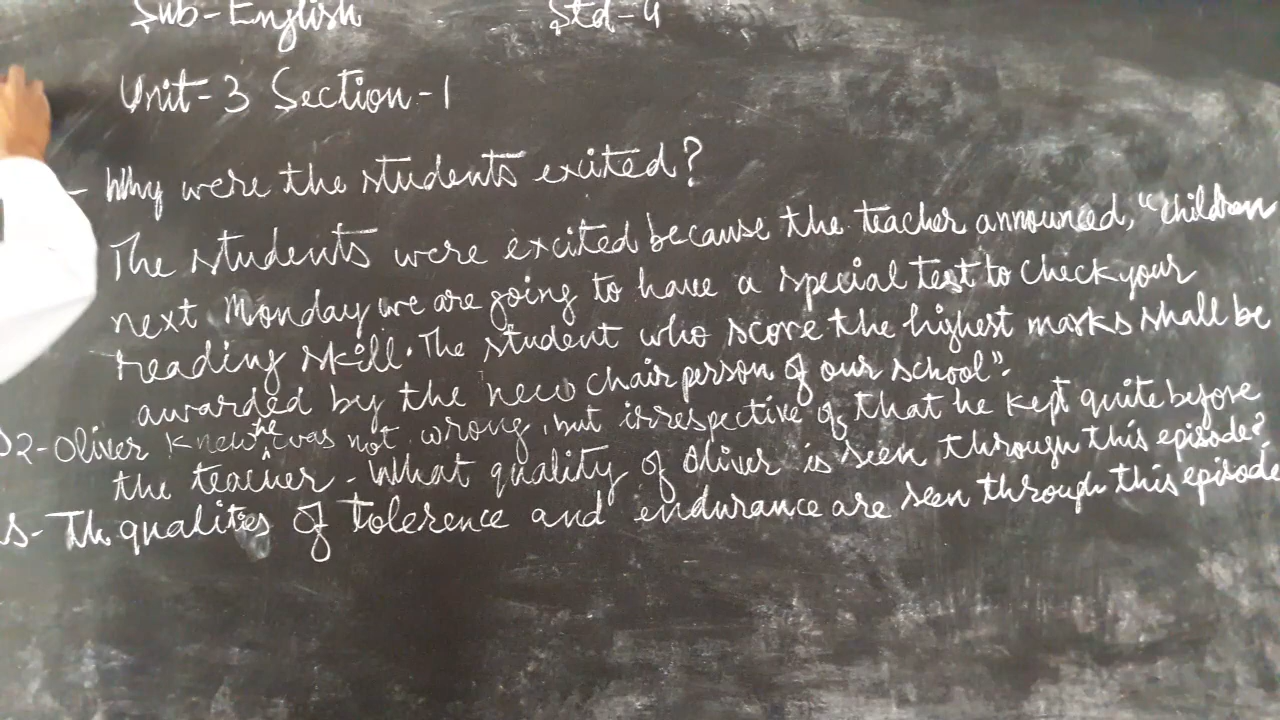 Sub-English Std-4
Unit-3 Section-1
- Why were the students excited?
The students were excited because the teacher announced, "children
next Monday we are going to have a special test to check your
reading skill. The student who score the highest marks shall be
awarded by the new chair person of our school".
2- Oliver knew he was not wrong, but irrespective of that he kept quite before
the teacher. What quality of Oliver is seen through this episode?
s- The qualities of tolerence and endurance are seen through this episode